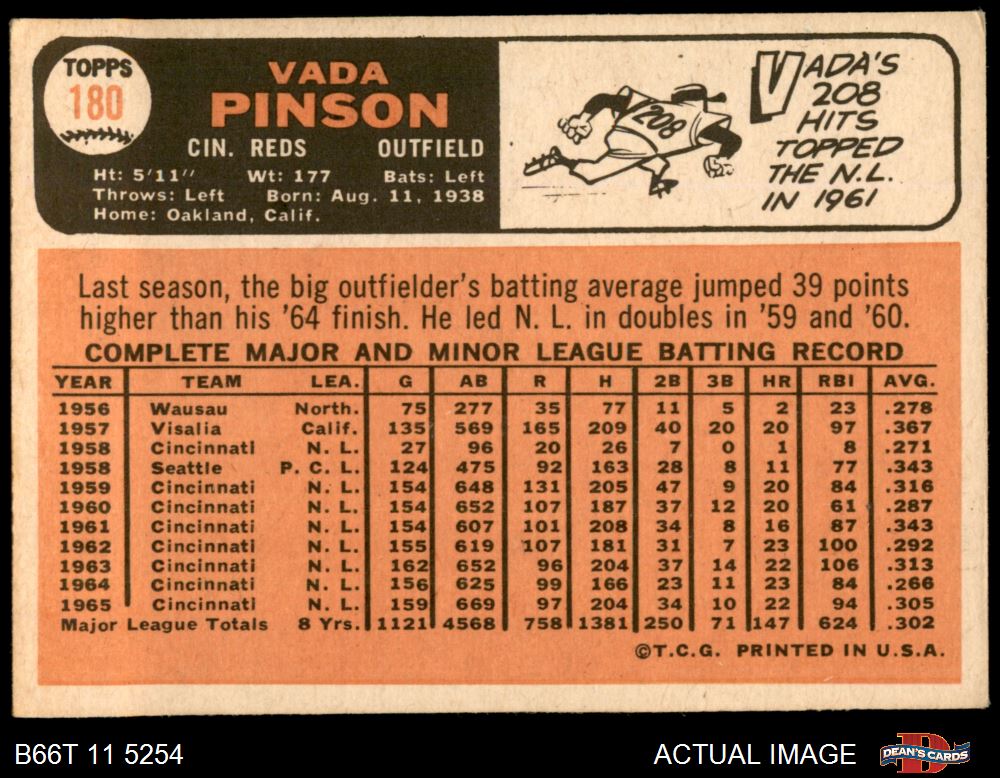 TOPPS
180
VADA
PINSON
CIN. REDS OUTFIELD
Ht: 5'11" Wt: 177 Bats: Left
Throws: Left Born: Aug. 11, 1938
Home: Oakland, Calif.
V208
VADA'S
208
HITS
TOPPED
THE N.L.
IN 1961
Last season, the big outfielder's batting average jumped 39 points
higher than his '64 finish. He led N. L. in doubles in '59 and '60.
COMPLETE MAJOR AND MINOR LEAGUE BATTING RECORD
YEAR TEAM LEA. G AB R H 2B 3B HR RBI AVG.
1956 Wausau North. 75 277 35 77 11 5 2 23 .278
1957 Visalia Calif. 135 569 165 209 40 20 20 97 .367
1958 Cincinnati N. L. 27 96 20 26 7 0 1 8 .271
1958 Seattle P. C. L. 124 475 92 163 28 8 11 77 .343
1959 Cincinnati N. L. 154 648 131 205 47 9 20 84 .316
1960 Cincinnati N. L. 154 652 107 187 37 12 20 61 .287
1961 Cincinnati N. L. 154 607 101 208 34 8 16 87 .343
1962 Cincinnati N. L. 155 619 107 181 31 7 23 100 .292
1963 Cincinnati N. L. 162 652 96 204 37 14 22 106 .313
1964 Cincinnati N. L. 156 625 99 166 23 11 23 84 .266
1965 Cincinnati N. L. 159 669 97 204 34 10 22 94 .305
Major League Totals 8 Yrs. 1121 4568 758 1381 250 71 147 624 .302
©T.C.G. PRINTED IN U.S.A.
B66T 11 5254 ACTUAL IMAGE
DEAN'S CARDS